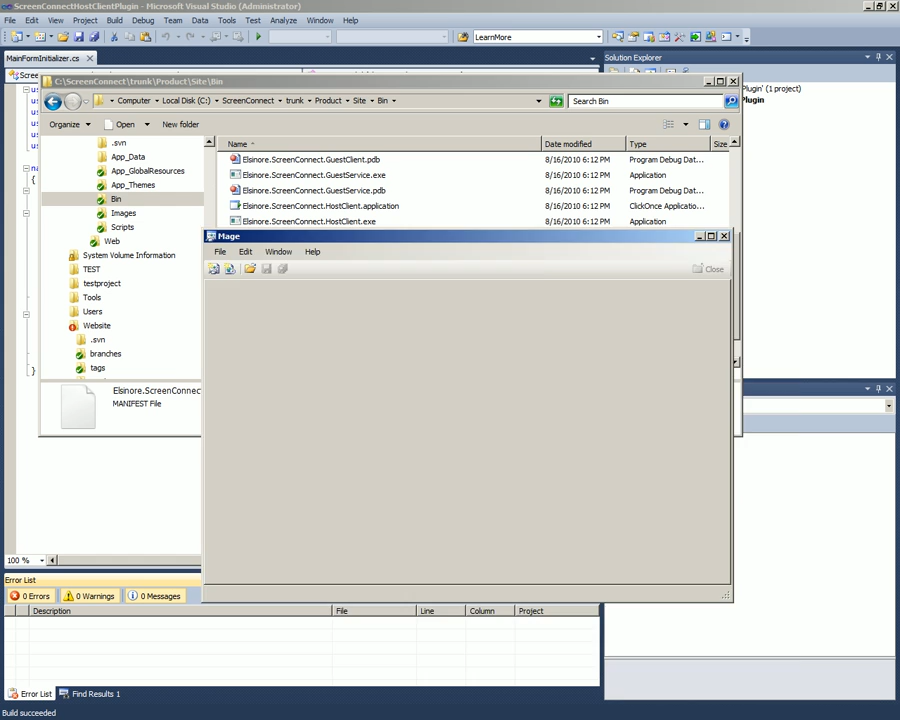 ScreenConnectHostClientPlugin - Microsoft Visual Studio (Administrator)
File Edit View Project Build Debug Team Data Tools Test Analyze Window Help
LearnMore
MainFormInitializer.cs
Solution Explorer
Scree
C:\ScreenConnect\trunk\Product\Site\Bin
Plugin' (1 project)
Plugin
Computer Local Disk (C:) ScreenConnect trunk Product Site Bin
Search Bin
Organize Open New folder
Name Date modified Type Size
.svn
App_Data
App_GlobalResources
App_Themes
Bin
Images
Scripts
Web
System Volume Information
TEST
testproject
Tools
Users
Website
.svn
branches
tags
Elsinore.ScreenConnect.GuestClient.pdb 8/16/2010 6:12 PM Program Debug Dat...
Elsinore.ScreenConnect.GuestService.exe 8/16/2010 6:12 PM Application
Elsinore.ScreenConnect.GuestService.pdb 8/16/2010 6:12 PM Program Debug Dat...
Elsinore.ScreenConnect.HostClient.application 8/16/2010 6:12 PM ClickOnce Applicatio...
Elsinore.ScreenConnect.HostClient.exe 8/16/2010 6:12 PM Application
Elsinore.ScreenConnec
MANIFEST File
Mage
File Edit Window Help
Close
us
us
us
us
us
na
{
}
100 %
Error List
0 Errors 0 Warnings 0 Messages
Description File Line Column Project
Error List Find Results 1
Build succeeded